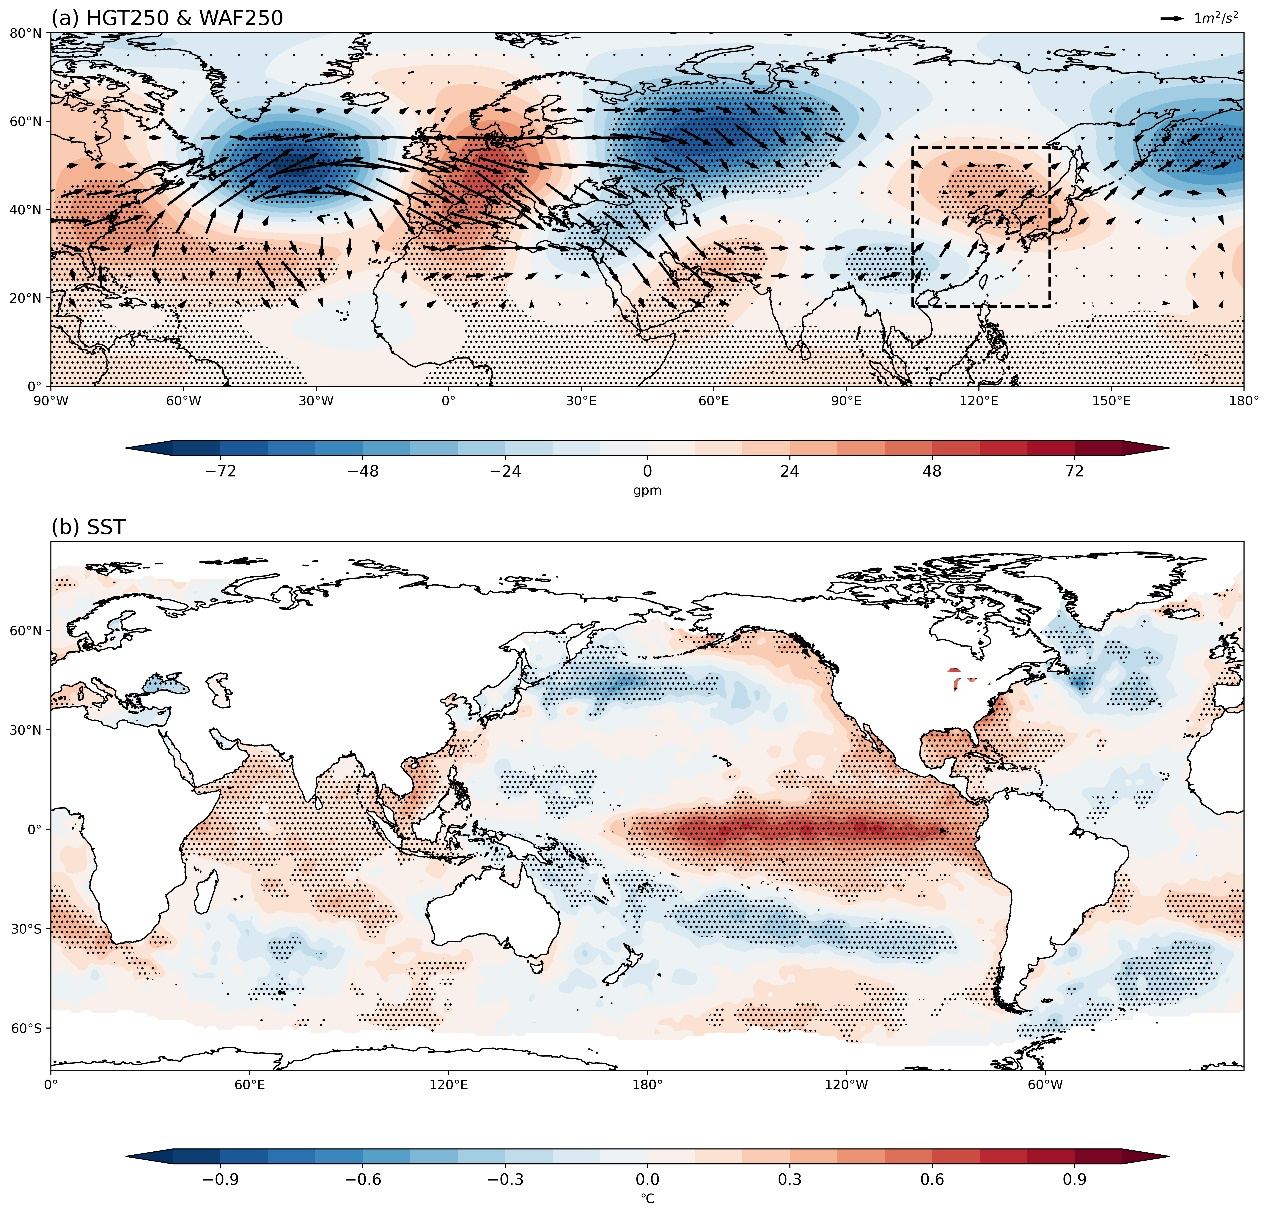 (a) HGT250 & WAF250
1m²/s²
80°N
60°N
40°N
20°N
0°
90°W 60°W 30°W 0° 30°E 60°E 90°E 120°E 150°E 180°
−72 −48 −24 0 24 48 72
gpm
(b) SST
60°N
30°N
0°
30°S
60°S
0° 60°E 120°E 180° 120°W 60°W
−0.9 −0.6 −0.3 0.0 0.3 0.6 0.9
℃